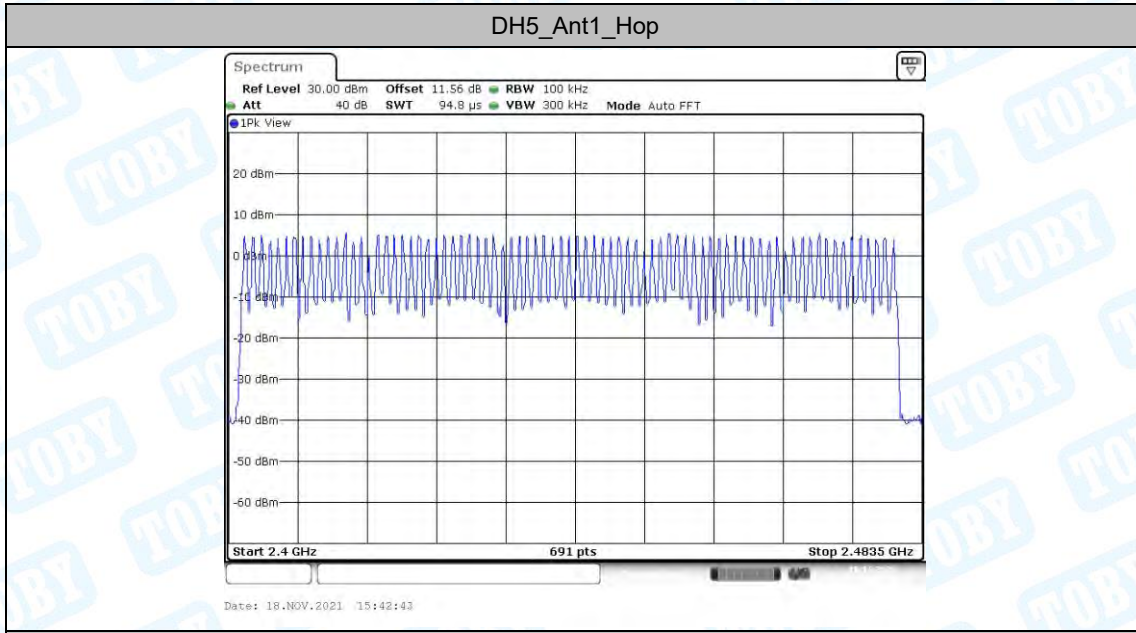 DH5_Ant1_Hop
Spectrum
Ref Level 30.00 dBm Offset 11.56 dB RBW 100 kHz
Att 40 dB SWT 94.8 µs VBW 300 kHz Mode Auto FFT
1Pk View
20 dBm
10 dBm
0 dBm
-10 dBm
-20 dBm
-30 dBm
-40 dBm
-50 dBm
-60 dBm
Start 2.4 GHz 691 pts Stop 2.4835 GHz
Date: 18.NOV.2021 15:42:43
TOBY